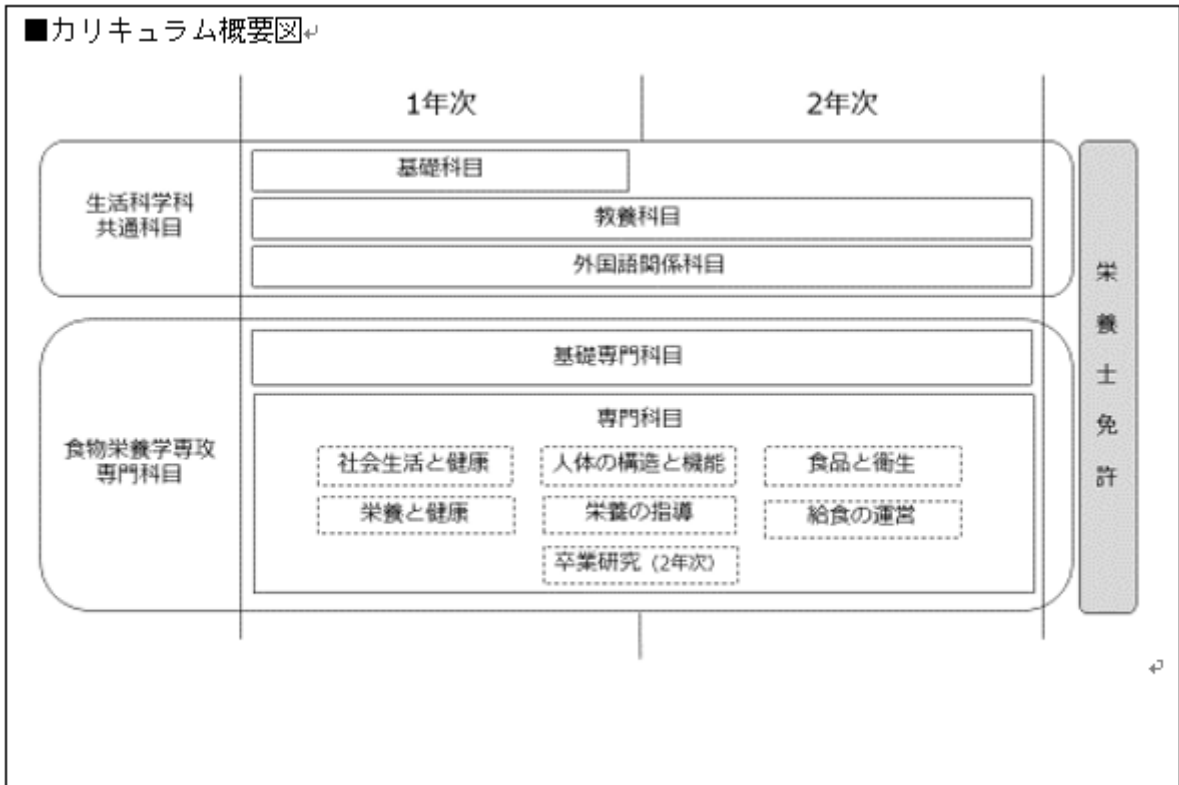 ■カリキュラム概要図↵
1年次
2年次
生活科学科
共通科目
基礎科目
教養科目
外国語関係科目
食物栄養学専攻
専門科目
基礎専門科目
専門科目
社会生活と健康
人体の構造と機能
食品と衛生
栄養と健康
栄養の指導
給食の運営
卒業研究（2年次）
栄養士免許
↵